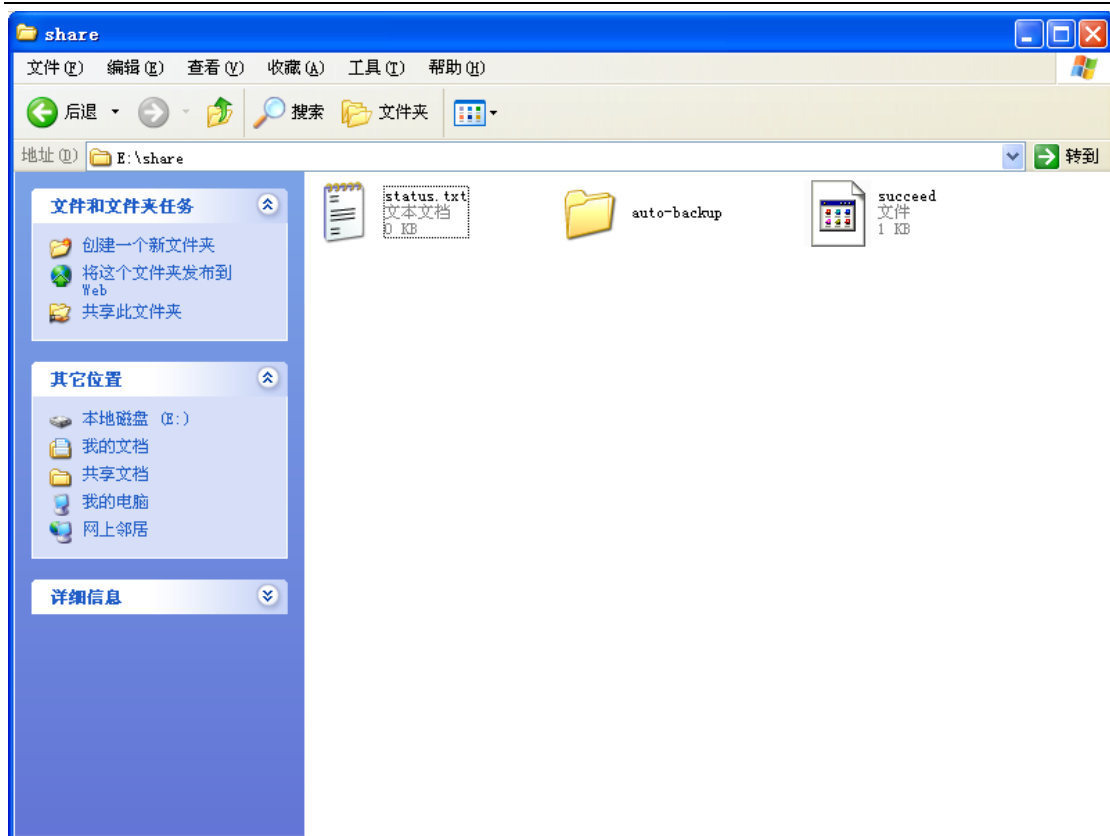 share
文件(F) 编辑(E) 查看(V) 收藏(A) 工具(T) 帮助(H)
后退 搜索 文件夹
地址(D) E:\share 转到
文件和文件夹任务
创建一个新文件夹
将这个文件夹发布到
Web
共享此文件夹
其它位置
本地磁盘 (E:)
我的文档
共享文档
我的电脑
网上邻居
详细信息
status.txt
文本文档
0 KB
auto-backup
succeed
文件
1 KB